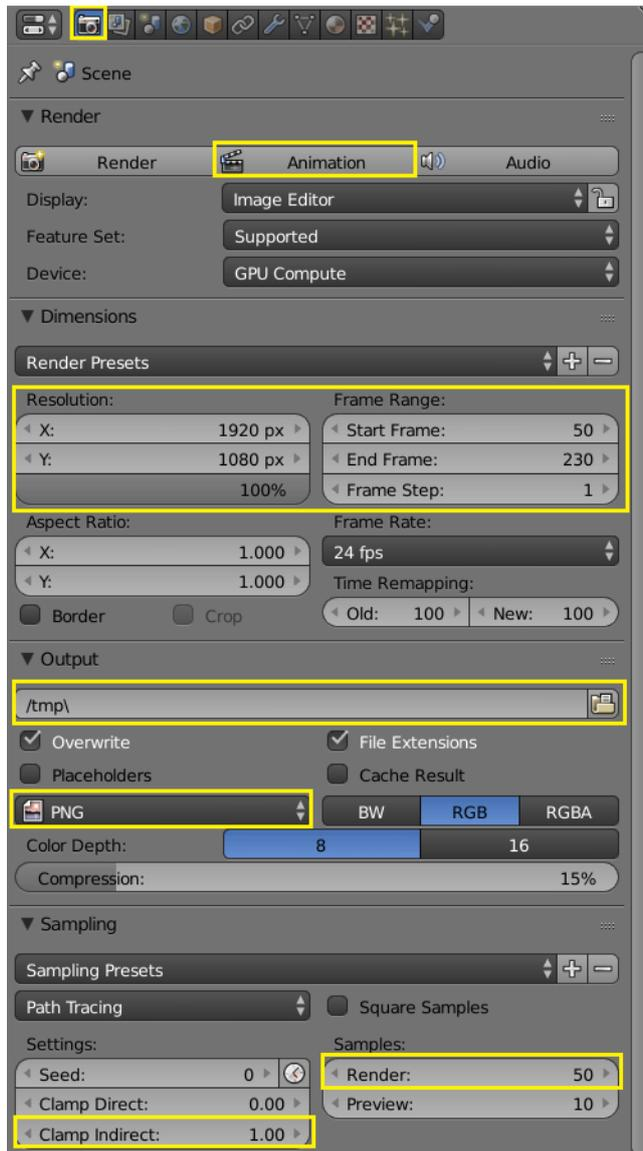 Scene
Render
Render Animation Audio
Display: Image Editor
Feature Set: Supported
Device: GPU Compute
Dimensions
Render Presets
Resolution: Frame Range:
X: 1920 px Start Frame: 50
Y: 1080 px End Frame: 230
100% Frame Step: 1
Aspect Ratio: Frame Rate:
X: 1.000 24 fps
Y: 1.000 Time Remapping:
Border Crop Old: 100 New: 100
Output
/tmp\
Overwrite File Extensions
Placeholders Cache Result
PNG BW RGB RGBA
Color Depth: 8 16
Compression: 15%
Sampling
Sampling Presets
Path Tracing Square Samples
Settings: Samples:
Seed: 0 Render: 50
Clamp Direct: 0.00 Preview: 10
Clamp Indirect: 1.00